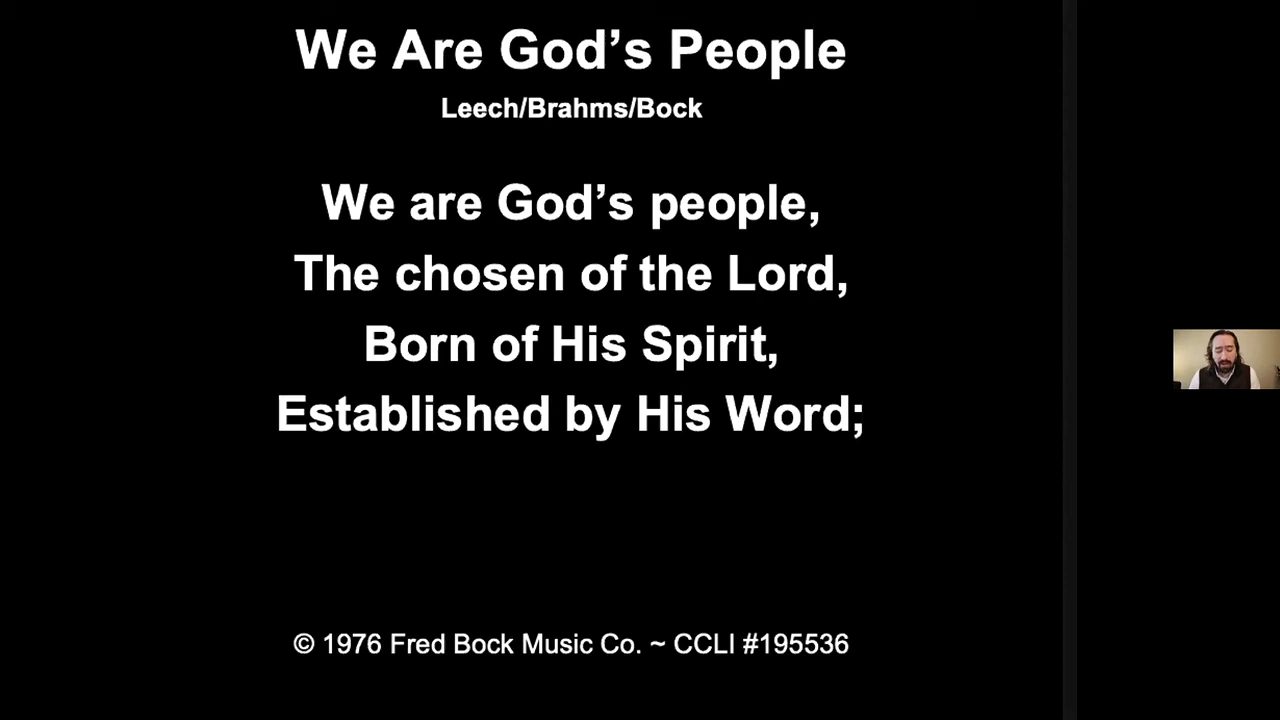 We Are God’s People
Leech/Brahms/Bock
We are God’s people,
The chosen of the Lord,
Born of His Spirit,
Established by His Word;
© 1976 Fred Bock Music Co. ~ CCLI #195536